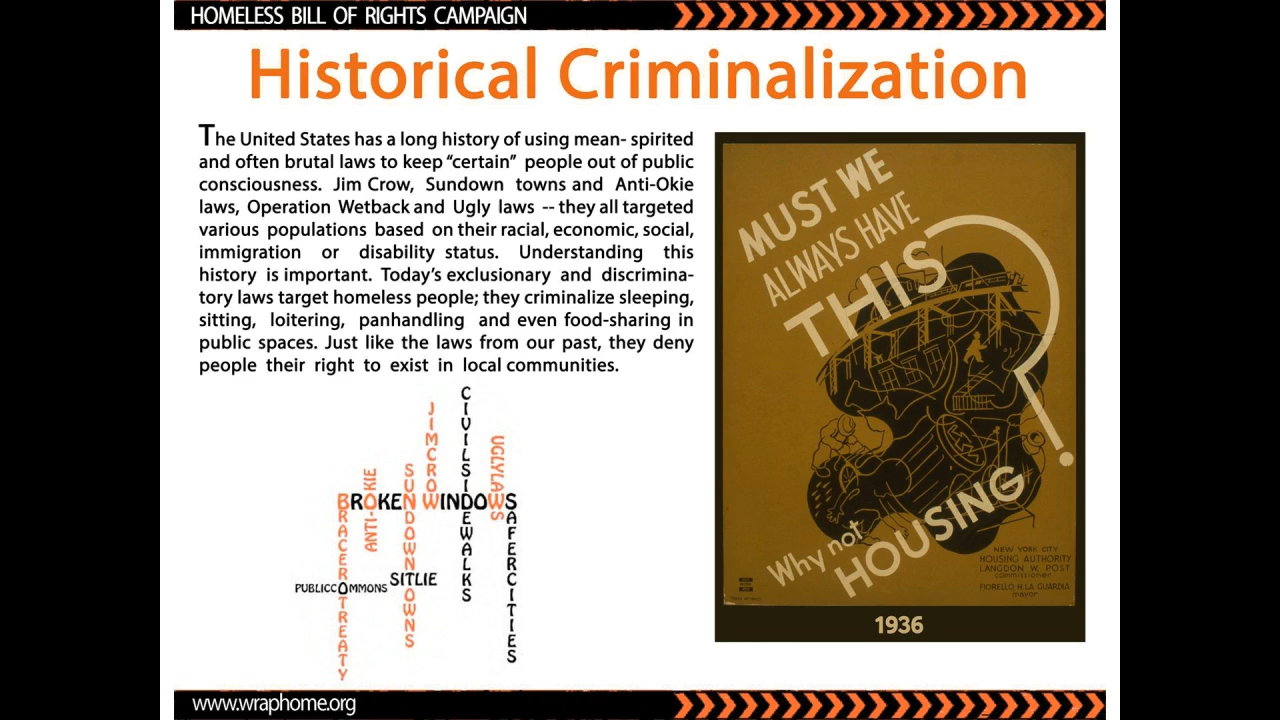 HOMELESS BILL OF RIGHTS CAMPAIGN
Historical Criminalization
The United States has a long history of using mean- spirited
and often brutal laws to keep “certain” people out of public
consciousness. Jim Crow, Sundown towns and Anti-Okie
laws, Operation Wetback and Ugly laws -- they all targeted
various populations based on their racial, economic, social,
immigration or disability status. Understanding this
history is important. Today’s exclusionary and discrimina-
tory laws target homeless people; they criminalize sleeping,
sitting, loitering, panhandling and even food-sharing in
public spaces. Just like the laws from our past, they deny
people their right to exist in local communities.
CIVILSIDEWALKS
JIMCROW
UGLYLAWS
SUNDOWNTOWNS
ANTI-OKIE
BROKENWINDOWS
BRACEROTREATY
SAFERCITIES
SITLIE
PUBLICCOMMONS
MUST WE
ALWAYS HAVE
THIS
?
Why not
HOUSING
NEW YORK CITY
HOUSING AUTHORITY
LANGDON W. POST
commissioner
FIORELLO H. LA GUARDIA
mayor
1936
www.wraphome.org